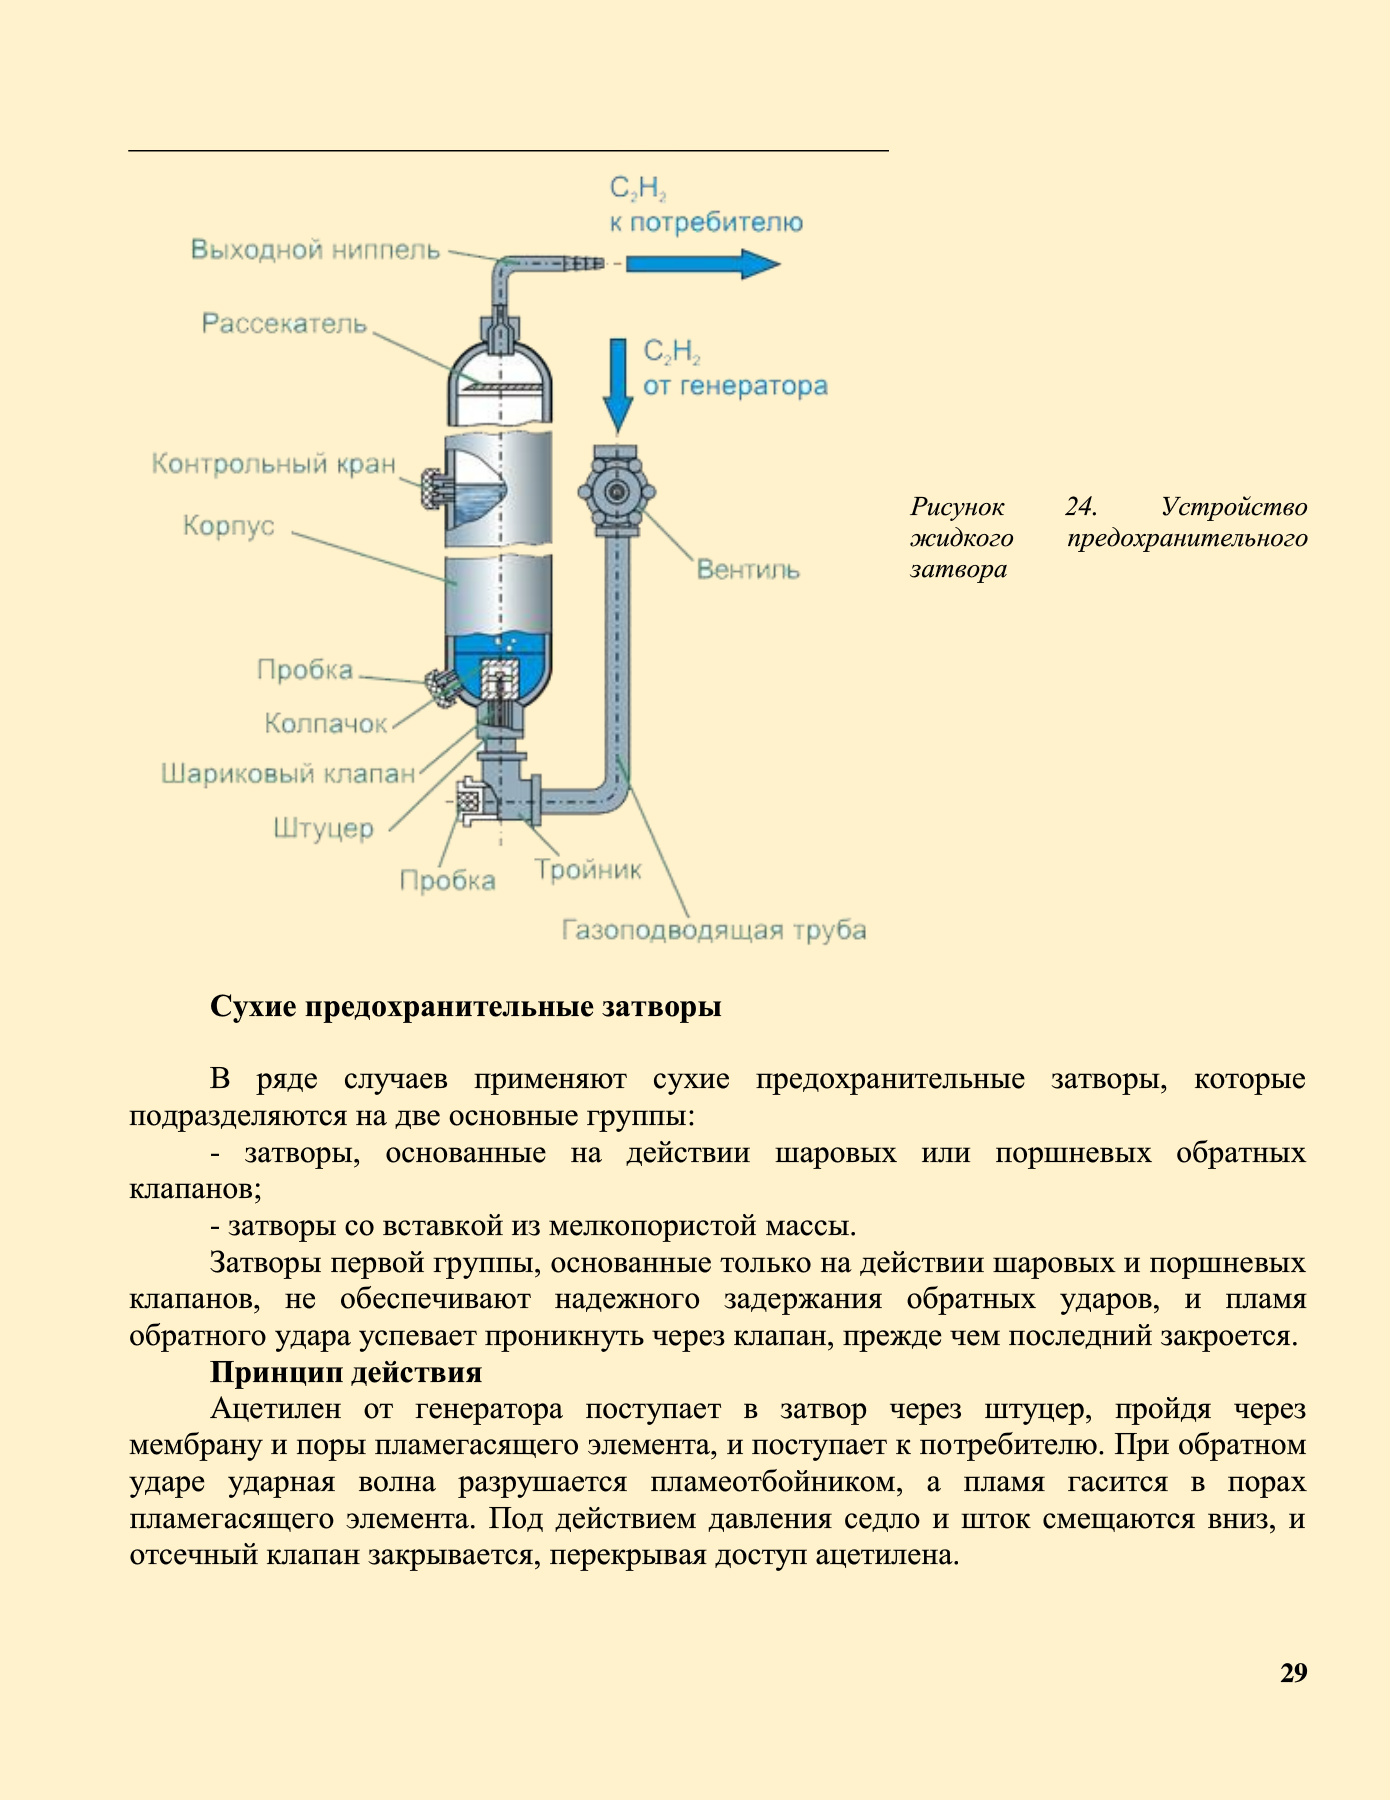 C₂H₂
к потребителю
Выходной ниппель
Рассекатель
C₂H₂
от генератора
Контрольный кран
Корпус
Вентиль
Пробка
Колпачок
Шариковый клапан
Штуцер
Пробка
Тройник
Газоподводящая труба
Рисунок 24. Устройство
жидкого предохранительного
затвора
Сухие предохранительные затворы
В ряде случаев применяют сухие предохранительные затворы, которые
подразделяются на две основные группы:
- затворы, основанные на действии шаровых или поршневых обратных
клапанов;
- затворы со вставкой из мелкопористой массы.
Затворы первой группы, основанные только на действии шаровых и поршневых
клапанов, не обеспечивают надежного задержания обратных ударов, и пламя
обратного удара успевает проникнуть через клапан, прежде чем последний закроется.
Принцип действия
Ацетилен от генератора поступает в затвор через штуцер, пройдя через
мембрану и поры пламегасящего элемента, и поступает к потребителю. При обратном
ударе ударная волна разрушается пламеотбойником, а пламя гасится в порах
пламегасящего элемента. Под действием давления седло и шток смещаются вниз, и
отсечный клапан закрывается, перекрывая доступ ацетилена.
29